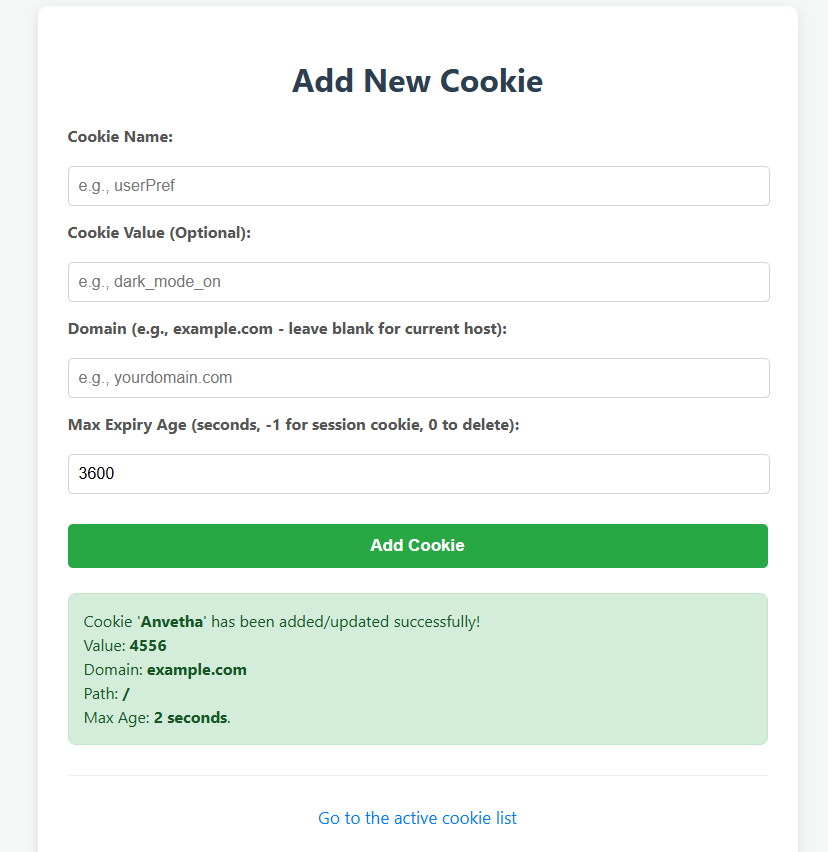 Add New Cookie
Cookie Name:
e.g., userPref
Cookie Value (Optional):
e.g., dark_mode_on
Domain (e.g., example.com - leave blank for current host):
e.g., yourdomain.com
Max Expiry Age (seconds, -1 for session cookie, 0 to delete):
3600
Add Cookie
Cookie 'Anvetha' has been added/updated successfully!
Value: 4556
Domain: example.com
Path: /
Max Age: 2 seconds.
Go to the active cookie list